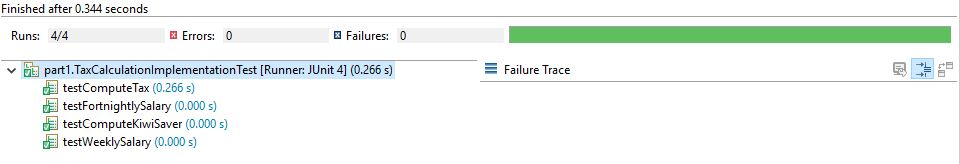 Finished after 0.344 seconds
Runs: 4/4 Errors: 0 Failures: 0
part1.TaxCalculationImplementationTest [Runner: JUnit 4] (0.266 s)
Failure Trace
testComputeTax (0.266 s)
testFortnightlySalary (0.000 s)
testComputeKiwiSaver (0.000 s)
testWeeklySalary (0.000 s)